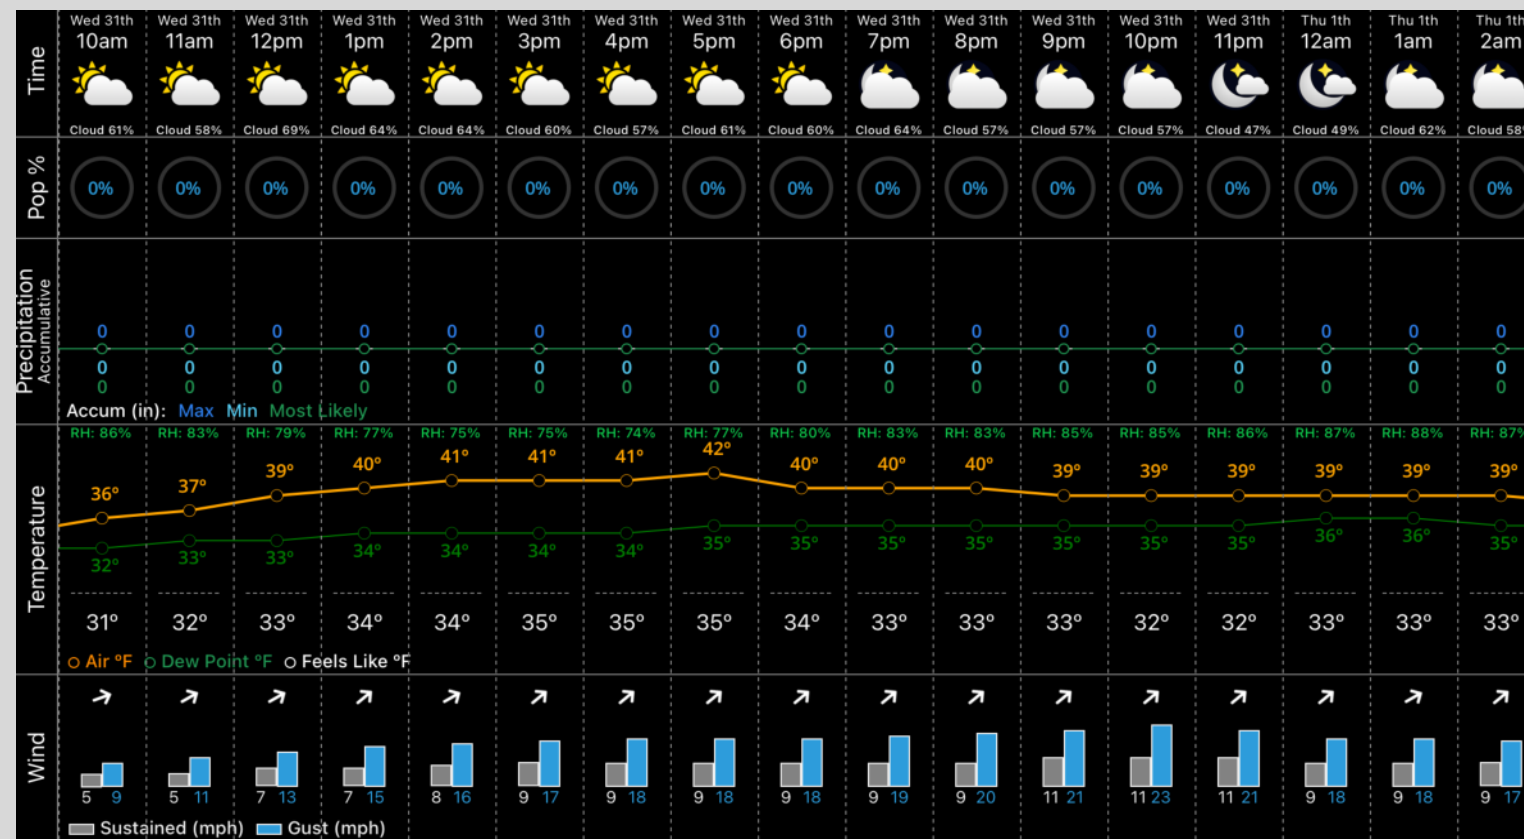 Wed 31th Wed 31th Wed 31th Wed 31th Wed 31th Wed 31th Wed 31th Wed 31th Wed 31th Wed 31th Wed 31th Wed 31th Wed 31th Wed 31th Thu 1th Thu 1th Thu 1th
Time 10am 11am 12pm 1pm 2pm 3pm 4pm 5pm 6pm 7pm 8pm 9pm 10pm 11pm 12am 1am 2am
Cloud 61% Cloud 58% Cloud 69% Cloud 64% Cloud 64% Cloud 60% Cloud 57% Cloud 61% Cloud 60% Cloud 64% Cloud 57% Cloud 57% Cloud 57% Cloud 47% Cloud 49% Cloud 62% Cloud 58%
Pop % 0% 0% 0% 0% 0% 0% 0% 0% 0% 0% 0% 0% 0% 0% 0% 0% 0%
Precipitation
Accumulative
0 0 0 0 0 0 0 0 0 0 0 0 0 0 0 0 0
0 0 0 0 0 0 0 0 0 0 0 0 0 0 0 0 0
0 0 0 0 0 0 0 0 0 0 0 0 0 0 0 0 0
Accum (in): Max Min Most Likely
RH: 86% RH: 83% RH: 79% RH: 77% RH: 75% RH: 75% RH: 74% RH: 77% RH: 80% RH: 83% RH: 83% RH: 85% RH: 85% RH: 86% RH: 87% RH: 88% RH: 87%
Temperature
36° 37° 39° 40° 41° 41° 41° 42° 40° 40° 40° 39° 39° 39° 39° 39° 39°
32° 33° 33° 34° 34° 34° 34° 35° 35° 35° 35° 35° 35° 35° 36° 36° 35°
31° 32° 33° 34° 34° 35° 35° 35° 34° 33° 33° 33° 32° 32° 33° 33° 33°
Air °F Dew Point °F Feels Like °F
Wind
5 9 5 11 7 13 7 15 8 16 9 17 9 18 9 18 9 18 9 19 9 20 11 21 11 23 11 21 9 18 9 18 9 17
Sustained (mph) Gust (mph)